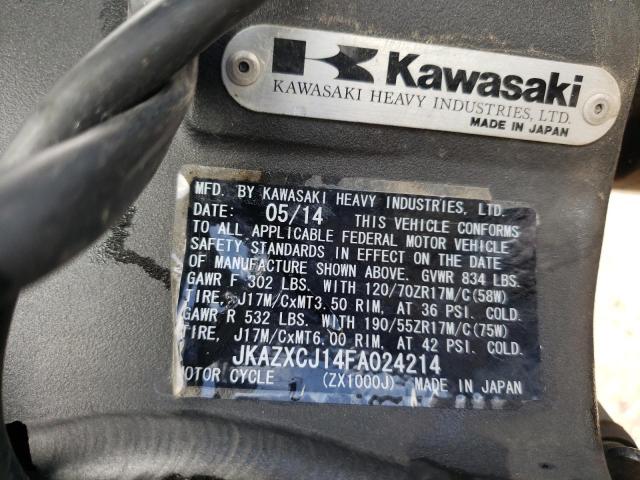 Kawasaki
KAWASAKI HEAVY INDUSTRIES, LTD.
MADE IN JAPAN
MFD. BY KAWASAKI HEAVY INDUSTRIES, LTD.
DATE: 05/14 THIS VEHICLE CONFORMS
TO ALL APPLICABLE FEDERAL MOTOR VEHICLE
SAFETY STANDARDS IN EFFECT ON THE DATE
OF MANUFACTURE SHOWN ABOVE. GVWR 834 LBS.
GAWR F 302 LBS. WITH 120/70ZR17M/C(58W)
TIRE, J17M/CxMT3.50 RIM, AT 36 PSI. COLD.
GAWR R 532 LBS. WITH 190/55ZR17M/C(75W)
TIRE, J17M/CxMT6.00 RIM, AT 42 PSI. COLD.
JKAZXCJ14FA024214
OTOR CYCLE (ZX1000J) MADE IN JAPAN